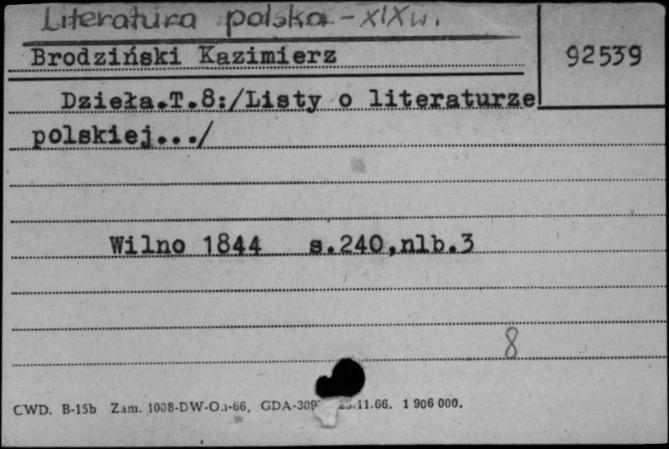 Literatura polska - XIX w.
Brodziński Kazimierz
92539
Dzieła.T.8:/Listy o literaturze
polskiej.../
Wilno 1844 s.240,nlb.3
8
CWD. B-15b Zam. 1008-DW-O.i-66. GDA-309 .11.66. 1 906 000.